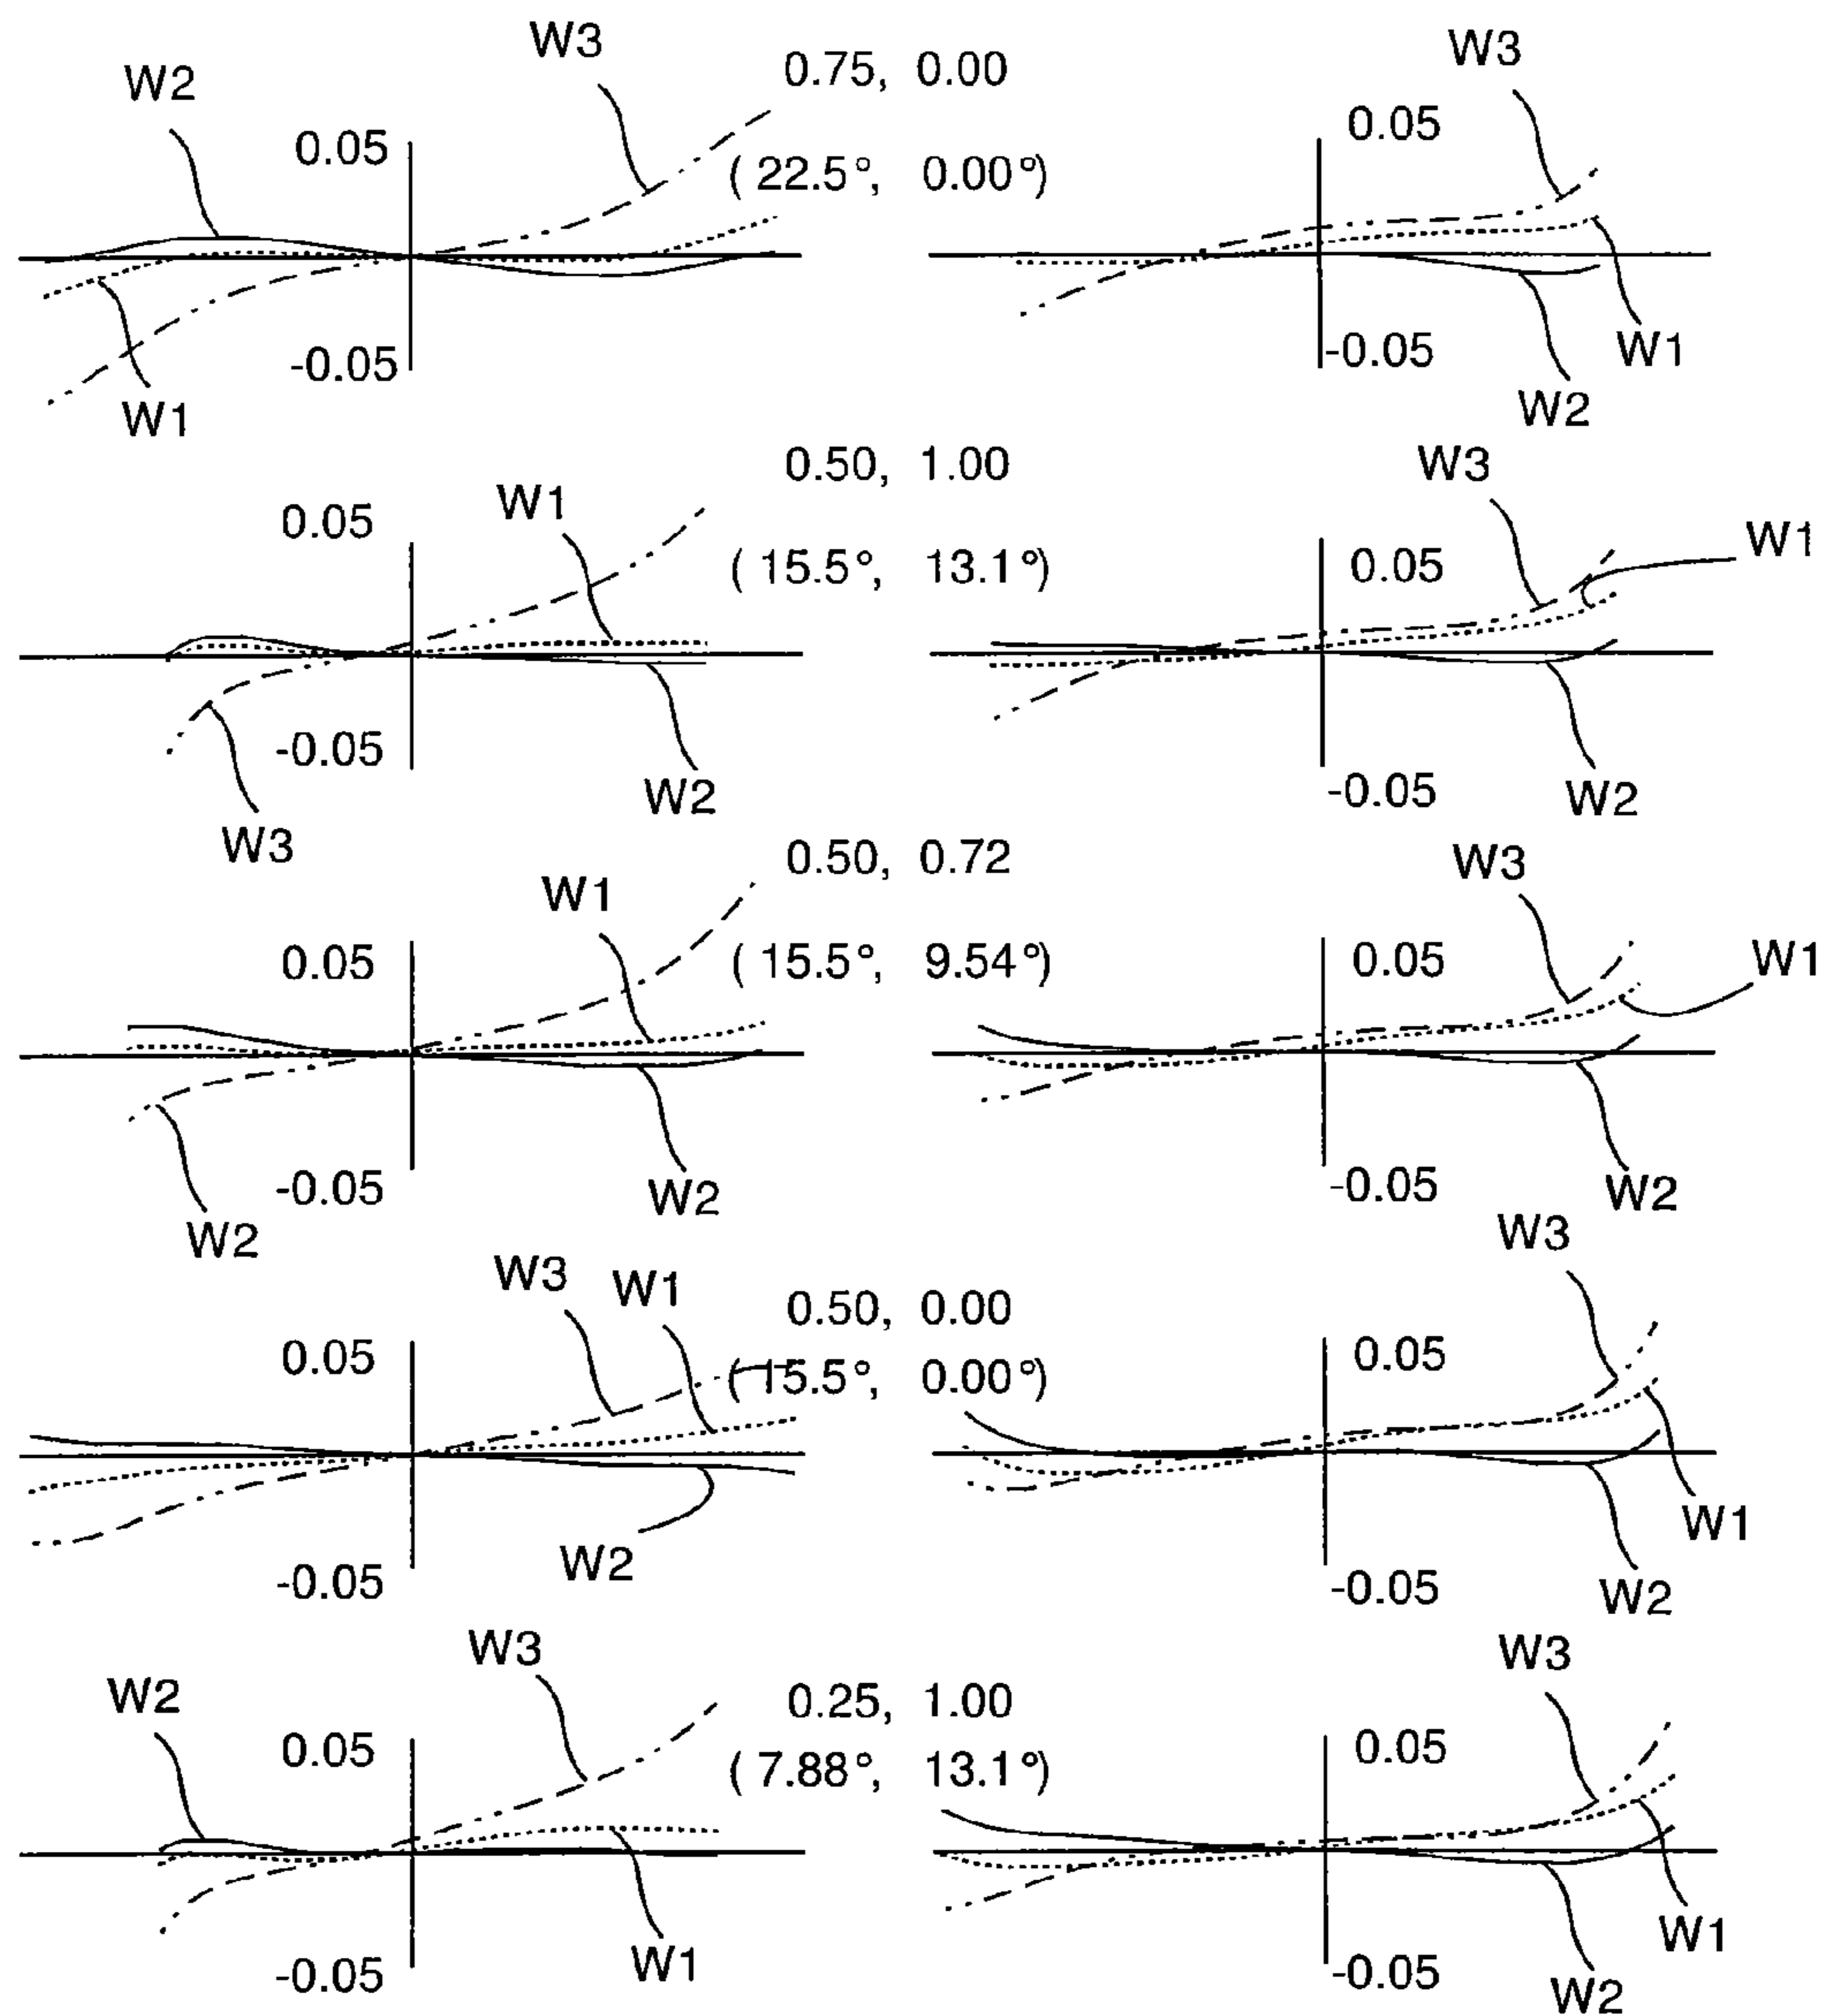 W3
W3
0.75, 0.00
W2
0.05
0.05
(22.5°, 0.00°)
-0.05
-0.05
W1
W1
W2
0.50, 1.00
W3
W1
0.05
W1
(15.5°, 13.1°)
0.05
-0.05
W2
-0.05
W2
W3
0.50, 0.72
W3
W1
0.05
(15.5°, 9.54°)
0.05
W1
-0.05
-0.05
W2
W2
W2
W3
W3
W1
0.50, 0.00
0.05
0.05
(15.5°, 0.00°)
W1
W2
-0.05
-0.05
W2
W3
W3
W2
0.25, 1.00
0.05
0.05
(7.88°, 13.1°)
W1
W1
-0.05
-0.05
W2